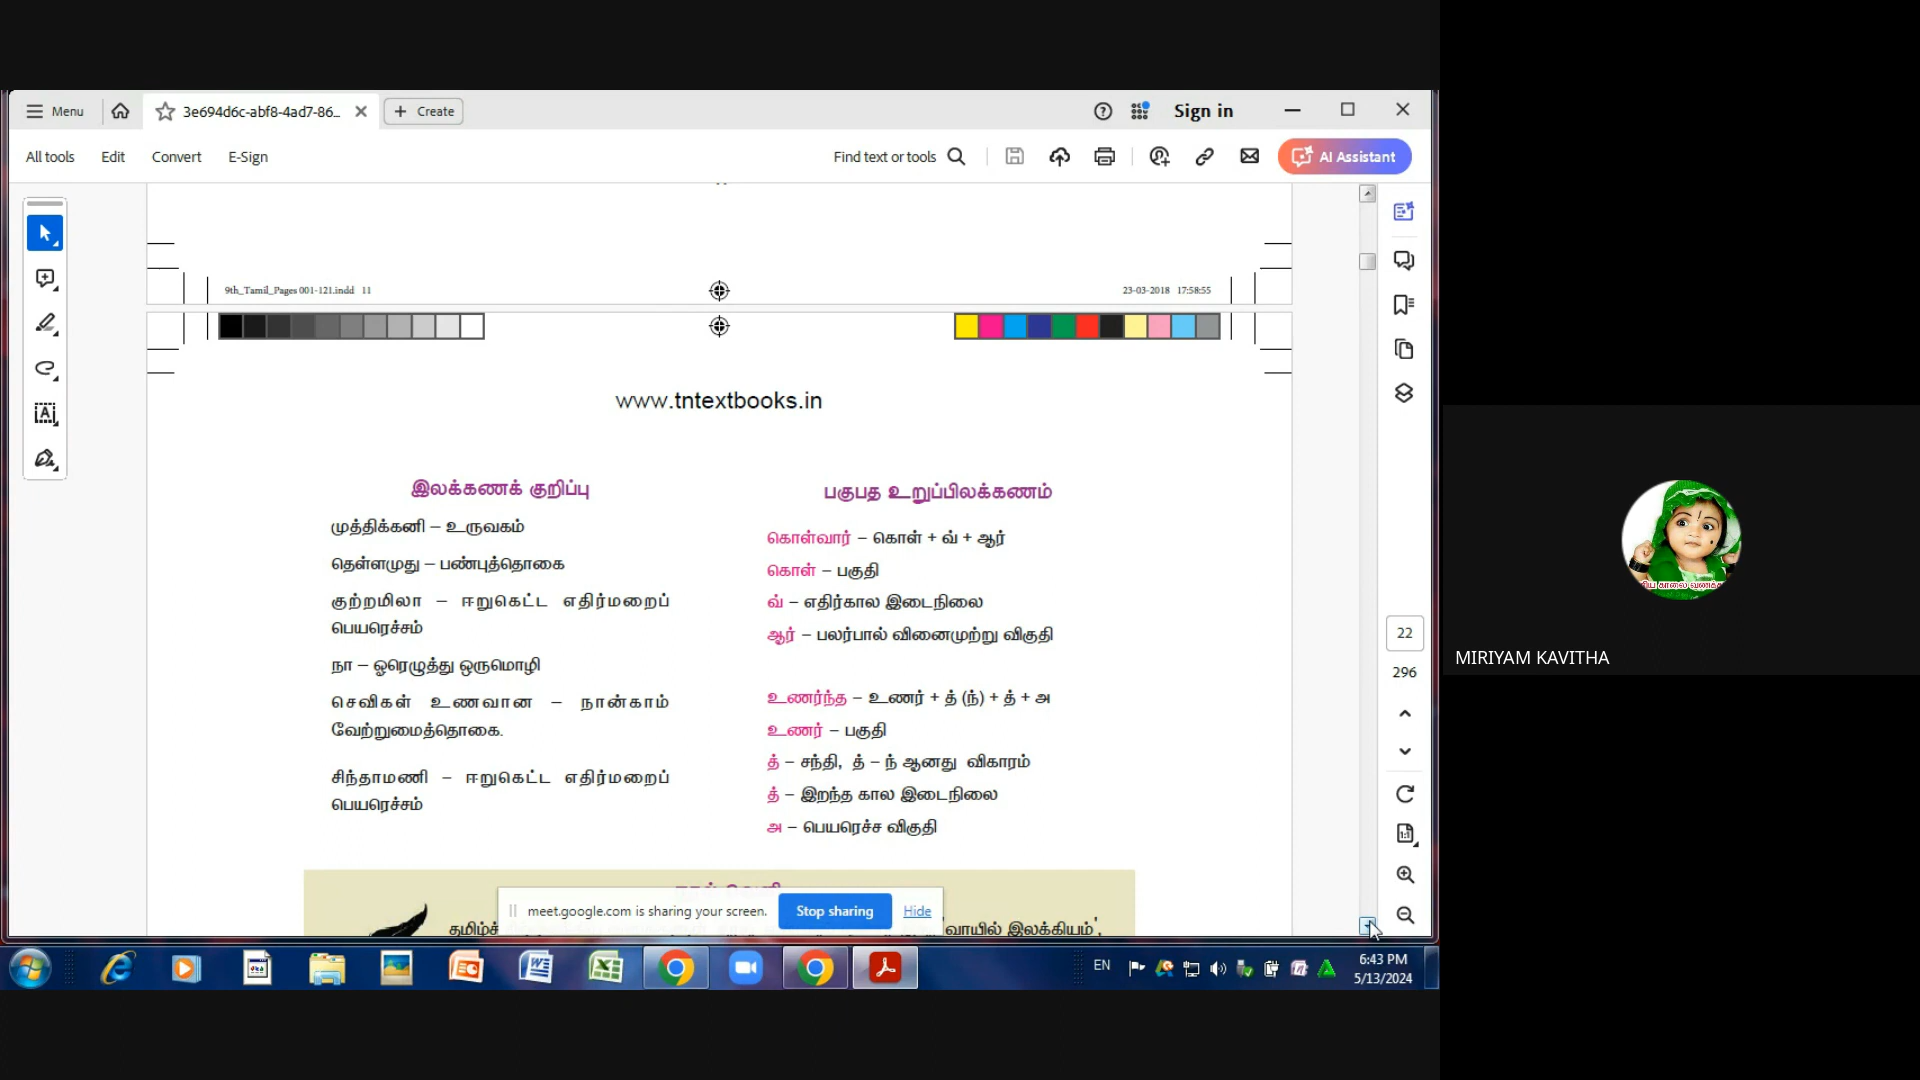 Menu
3e694d6c-abf8-4ad7-86...
Create
Sign in
All tools
Edit
Convert
E-Sign
Find text or tools
AI Assistant
9th_Tamil_Pages 001-121.indd 11
23-03-2018 17:58:55
www.tntextbooks.in
இலக்கணக் குறிப்பு
முத்திக்கனி – உருவகம்
தெள்ளமுது – பண்புத்தொகை
குற்றமிலா – ஈறுகெட்ட எதிர்மறைப்
பெயரெச்சம்
நா – ஓரெழுத்து ஒருமொழி
செவிகள் உணவான – நான்காம்
வேற்றுமைத்தொகை.
சிந்தாமணி – ஈறுகெட்ட எதிர்மறைப்
பெயரெச்சம்
பகுபத உறுப்பிலக்கணம்
கொள்வார் – கொள் + வ் + ஆர்
கொள் – பகுதி
வ் – எதிர்கால இடைநிலை
ஆர் – பலர்பால் வினைமுற்று விகுதி
உணர்ந்த – உணர் + த் (ந்) + த் + அ
உணர் – பகுதி
த் – சந்தி, த் – ந் ஆனது விகாரம்
த் – இறந்த கால இடைநிலை
அ – பெயரெச்ச விகுதி
வாயில் இலக்கியம்',
meet.google.com is sharing your screen.
Stop sharing
Hide
22
296
MIRIYAM KAVITHA
EN
6:43 PM
5/13/2024